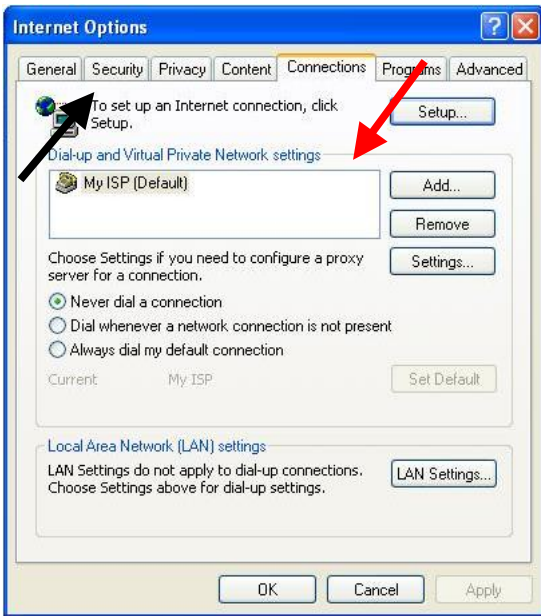 Internet Options
General Security Privacy Content Connections Programs Advanced
To set up an Internet connection, click
Setup.
Setup...
Dial-up and Virtual Private Network settings
My ISP (Default)
Add...
Remove
Choose Settings if you need to configure a proxy
server for a connection.
Settings...
Never dial a connection
Dial whenever a network connection is not present
Always dial my default connection
Current My ISP
Set Default
Local Area Network (LAN) settings
LAN Settings do not apply to dial-up connections.
Choose Settings above for dial-up settings.
LAN Settings...
OK Cancel Apply